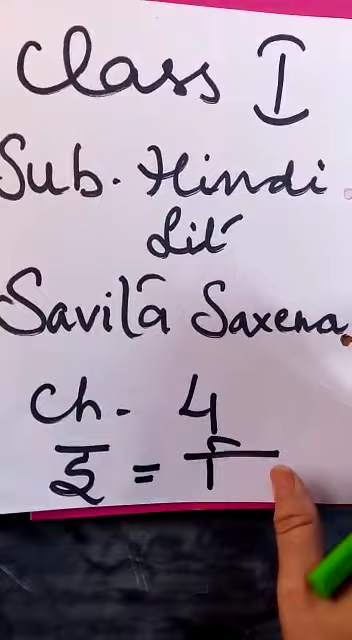 Class I
Sub. Hindi
Lit
Savita Saxena
Ch. 4
इ = ि